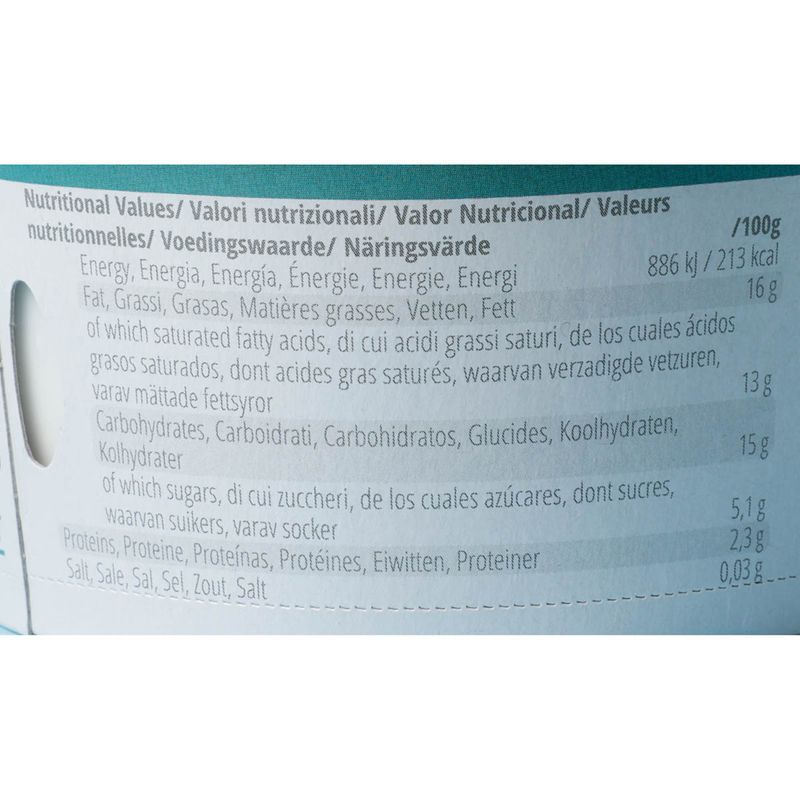 Nutritional Values/ Valori nutrizionali/ Valor Nutricional/ Valeurs
nutritionnelles/ Voedingswaarde/ Näringsvärde /100g
Energy, Energia, Energía, Énergie, Energie, Energi 886 kJ / 213 kcal
Fat, Grassi, Grasas, Matières grasses, Vetten, Fett 16 g
of which saturated fatty acids, di cui acidi grassi saturi, de los cuales ácidos
grasos saturados, dont acides gras saturés, waarvan verzadigde vetzuren,
varav mättade fettsyror 13 g
Carbohydrates, Carboidrati, Carbohidratos, Glucides, Koolhydraten,
Kolhydrater 15 g
of which sugars, di cui zuccheri, de los cuales azúcares, dont sucres,
waarvan suikers, varav socker 5,1 g
Proteins, Proteine, Proteínas, Protéines, Eiwitten, Proteiner 2,3 g
Salt, Sale, Sal, Sel, Zout, Salt 0,03 g